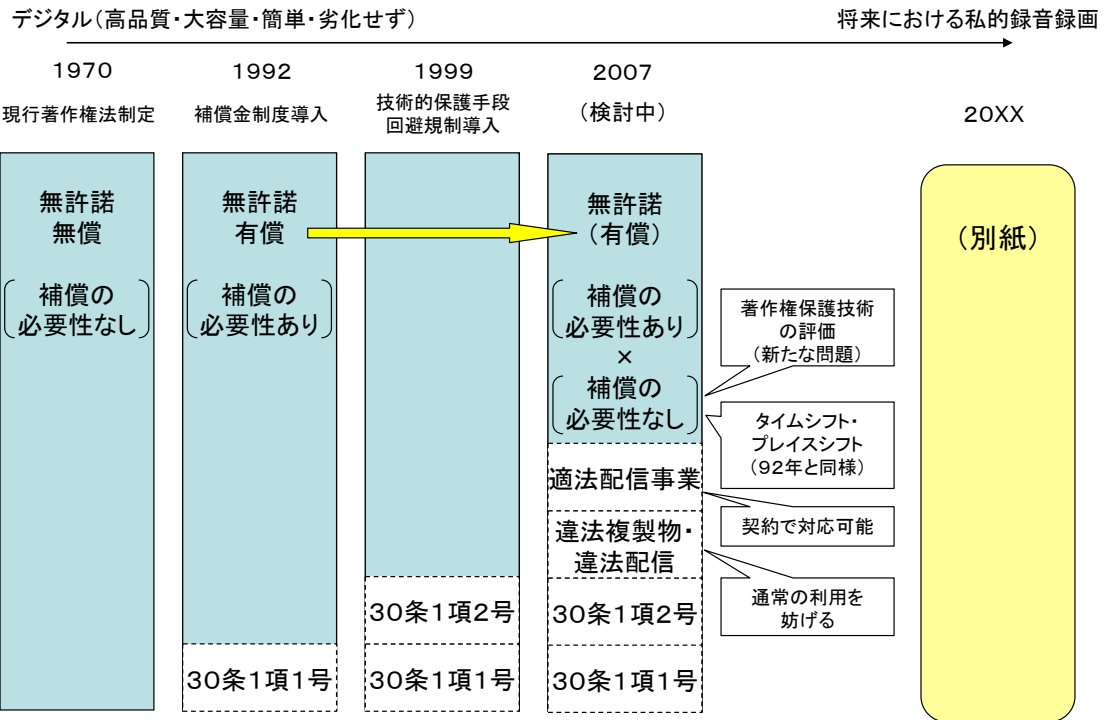 デジタル（高品質・大容量・簡単・劣化せず）
将来における私的録音録画
1970
現行著作権法制定
1992
補償金制度導入
1999
技術的保護手段
回避規制導入
2007
（検討中）
20XX
無許諾
無償
補償の
必要性なし
無許諾
有償
補償の
必要性あり
30条1項1号
30条1項2号
30条1項1号
無許諾
（有償）
補償の
必要性あり
×
補償の
必要性なし
適法配信事業
違法複製物・
違法配信
30条1項2号
30条1項1号
著作権保護技術
の評価
（新たな問題）
タイムシフト・
プレイスシフト
（92年と同様）
契約で対応可能
通常の利用を
妨げる
（別紙）